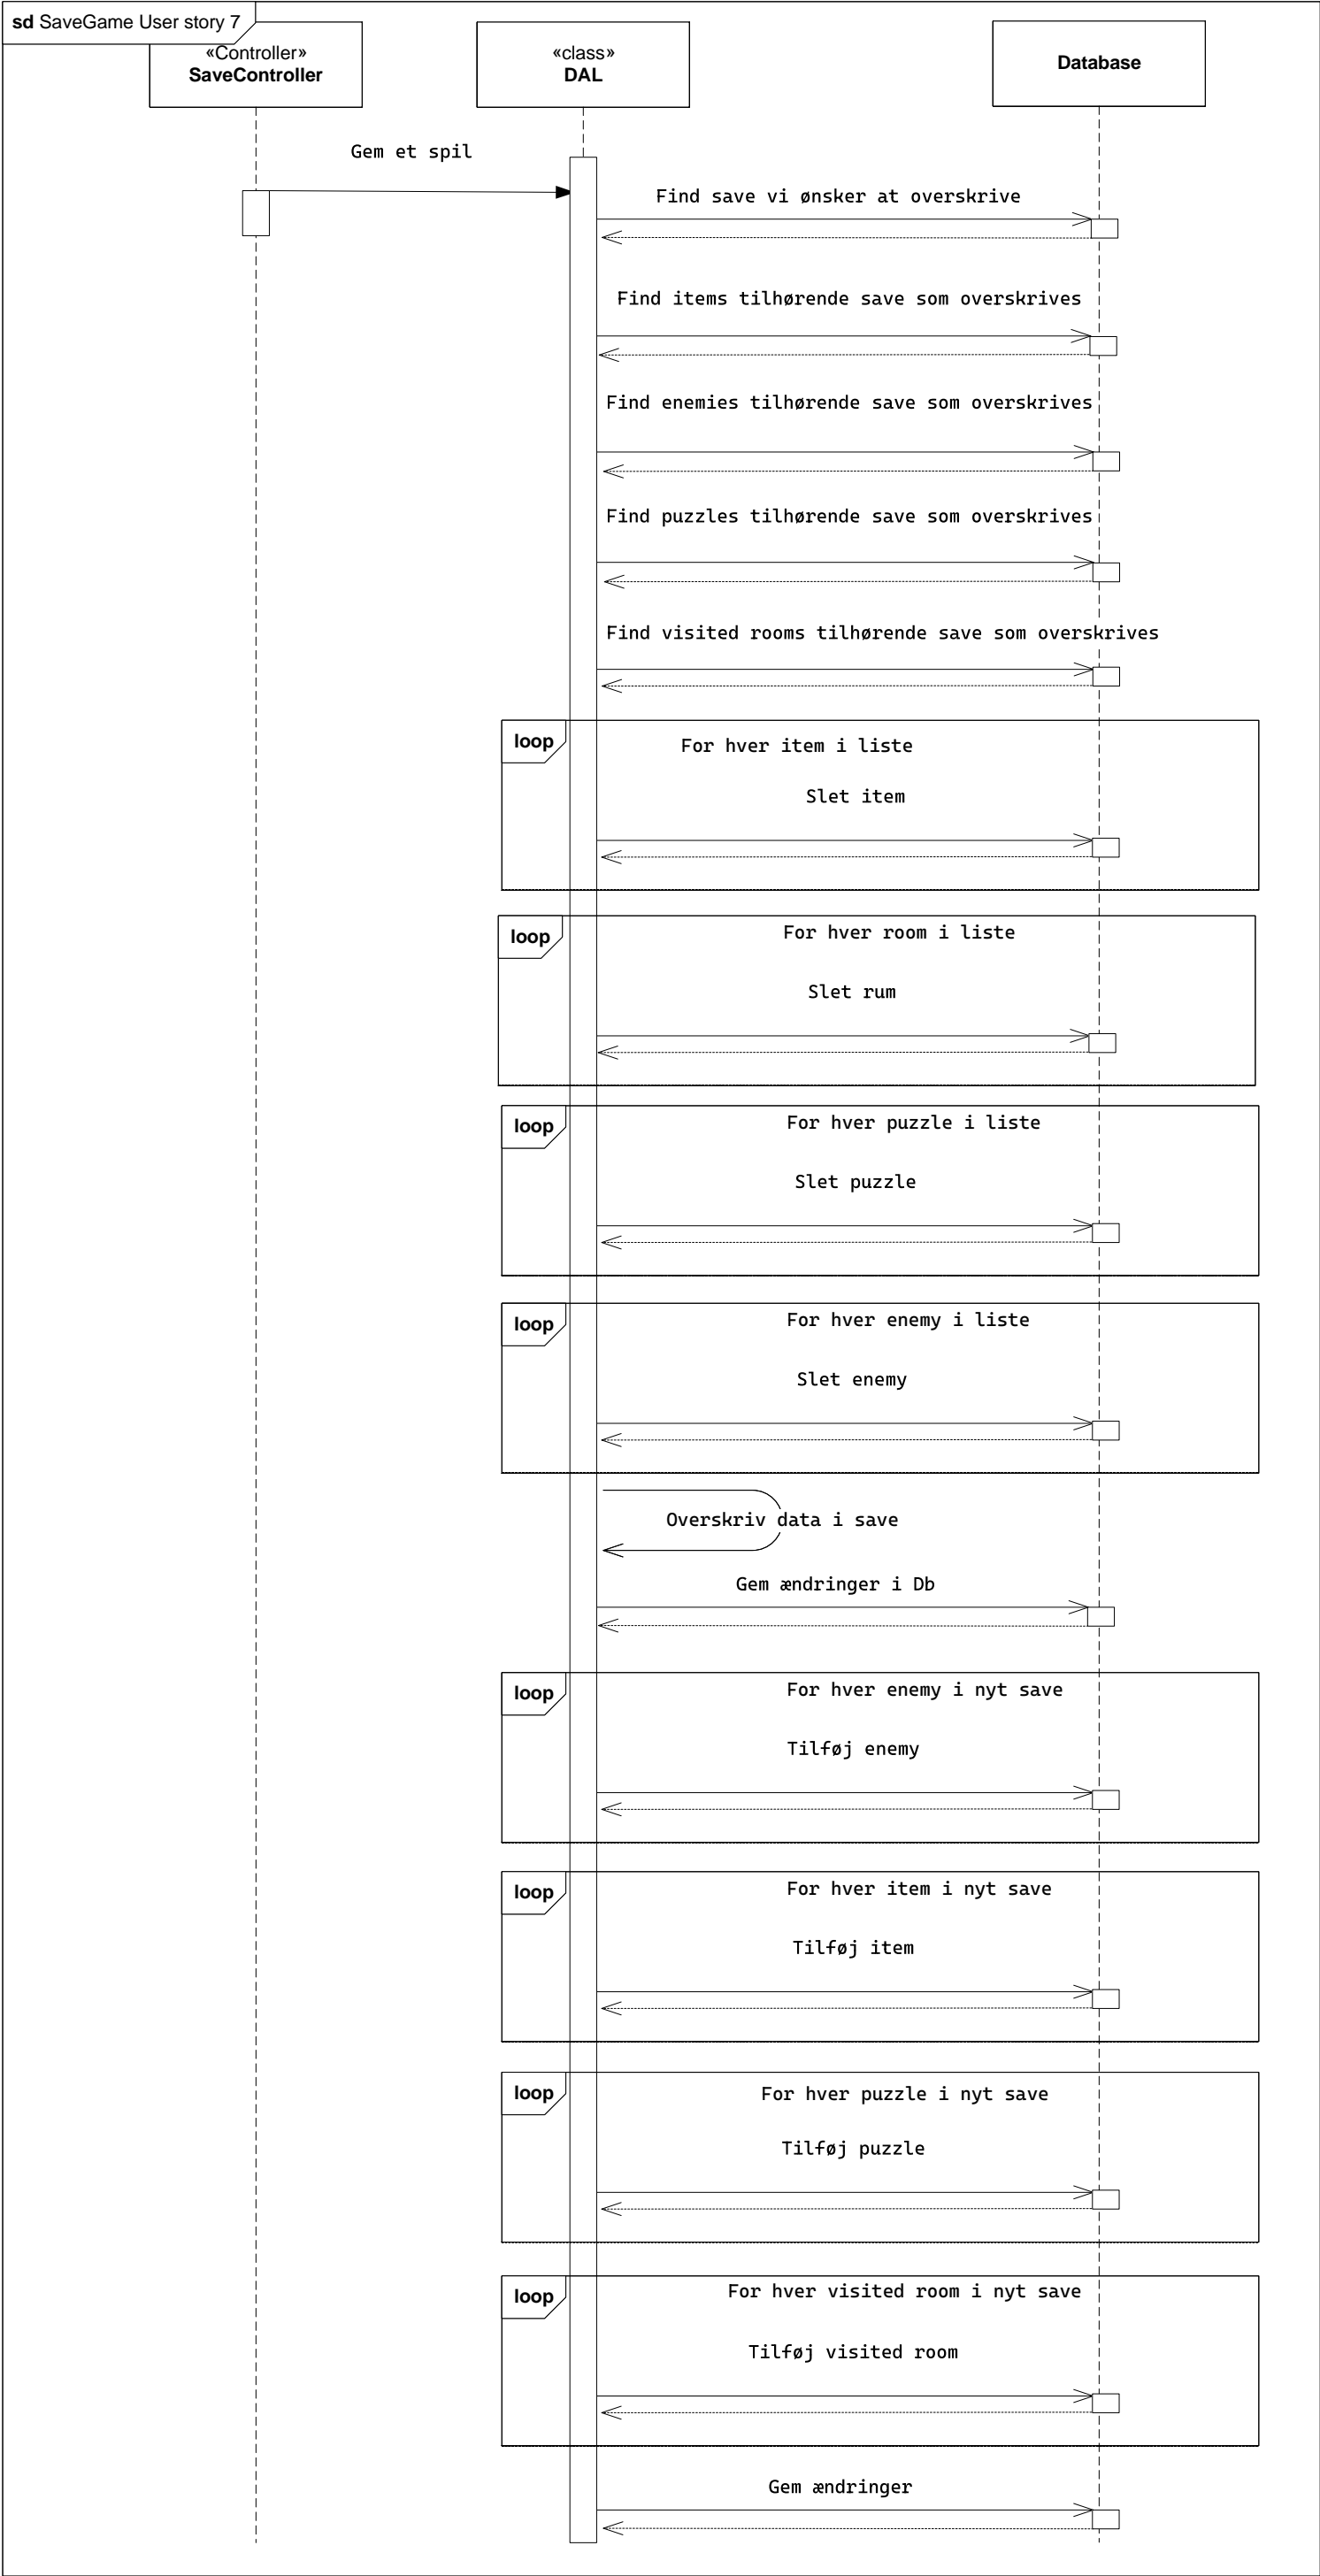 sd SaveGame User story 7
«Controller»
SaveController
«class»
DAL
Database
Gem et spil
Find save vi ønsker at overskrive
Find items tilhørende save som overskrives
Find enemies tilhørende save som overskrives
Find puzzles tilhørende save som overskrives
Find visited rooms tilhørende save som overskrives
loop
For hver item i liste
Slet item
loop
For hver room i liste
Slet rum
loop
For hver puzzle i liste
Slet puzzle
loop
For hver enemy i liste
Slet enemy
Overskriv data i save
Gem ændringer i Db
loop
For hver enemy i nyt save
Tilføj enemy
loop
For hver item i nyt save
Tilføj item
loop
For hver puzzle i nyt save
Tilføj puzzle
loop
For hver visited room i nyt save
Tilføj visited room
Gem ændringer